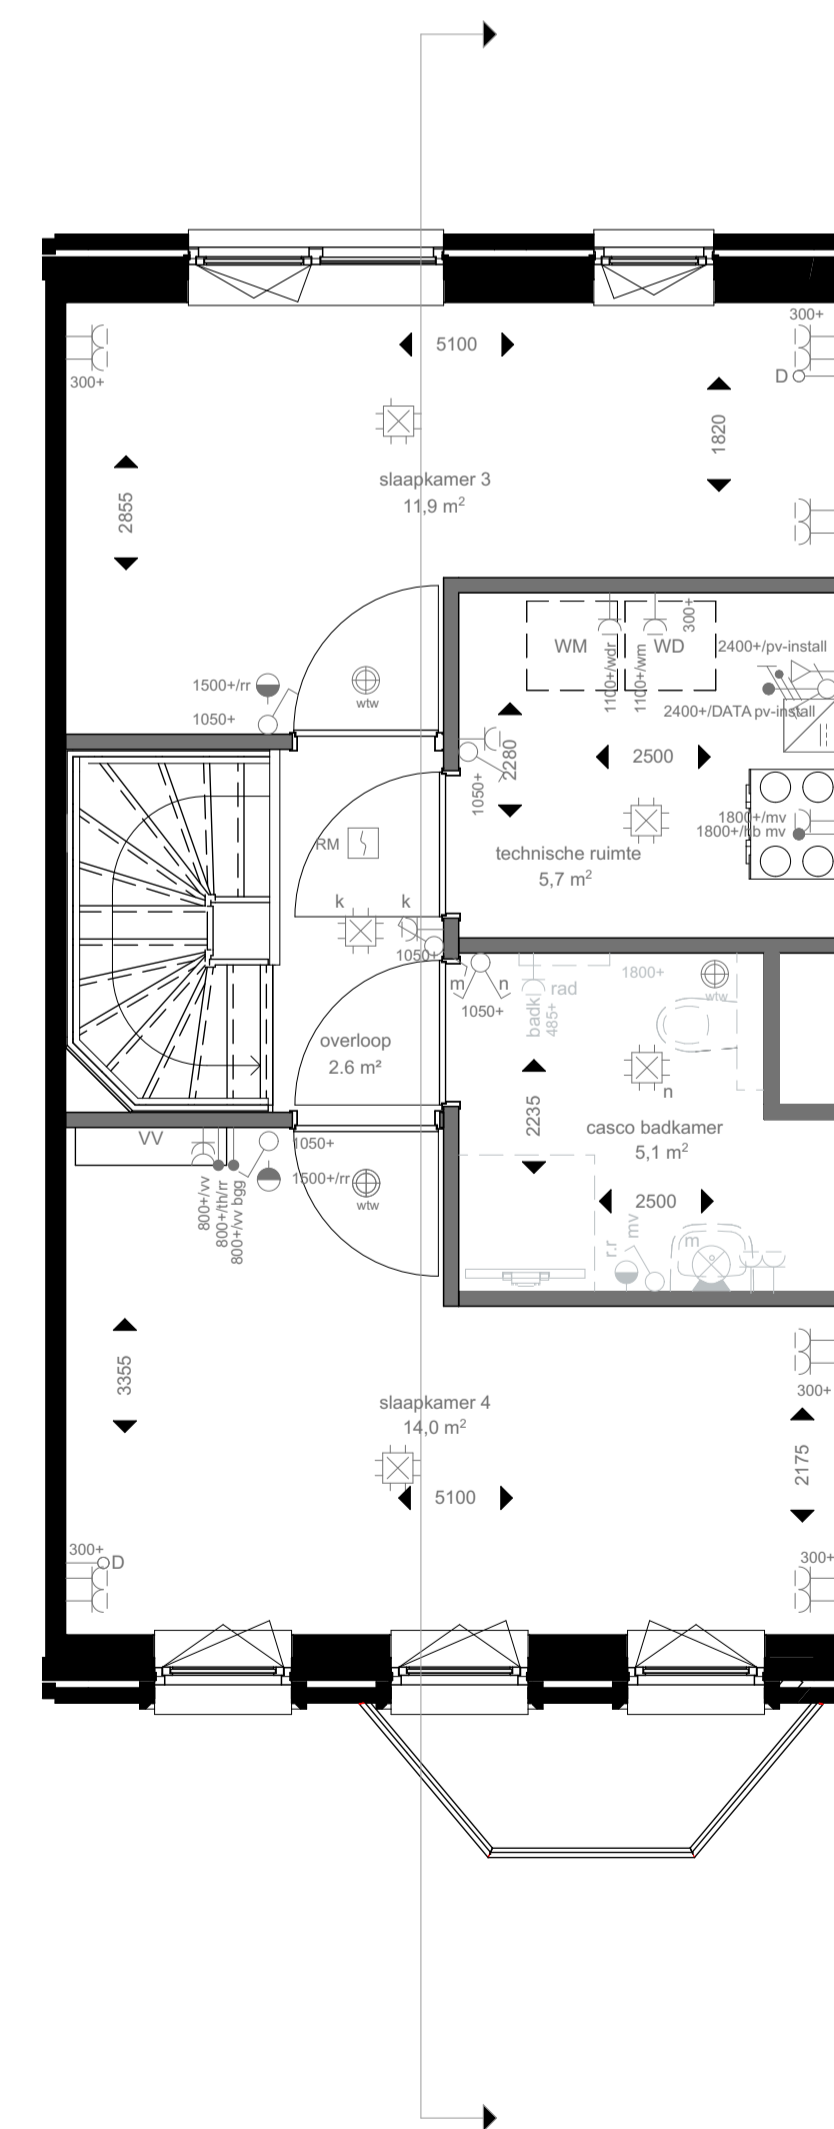 300+
5100
300+
D
1820
2855
slaapkamer 3
11,9 m²
WM
WD
300+
2400+/pv-install
1100+/wdr
1100+/wm
1500+/rr
wtw
1050+
2400+/DATA pv-install
2280
2500
1050+
1800+/mv
1800+/hb mv
RM
technische ruimte
5,7 m²
k
k
1050+
m
n
1050+
badk
rad
485+
1800+
wtw
overloop
2.6 m²
n
2235
casco badkamer
5,1 m²
VV
1050+
1500+/rr
wtw
800+/vv
800+/th/rr
800+/vv bgg
2500
r.r
mv
m
3355
300+
slaapkamer 4
14,0 m²
2175
5100
300+
D
300+